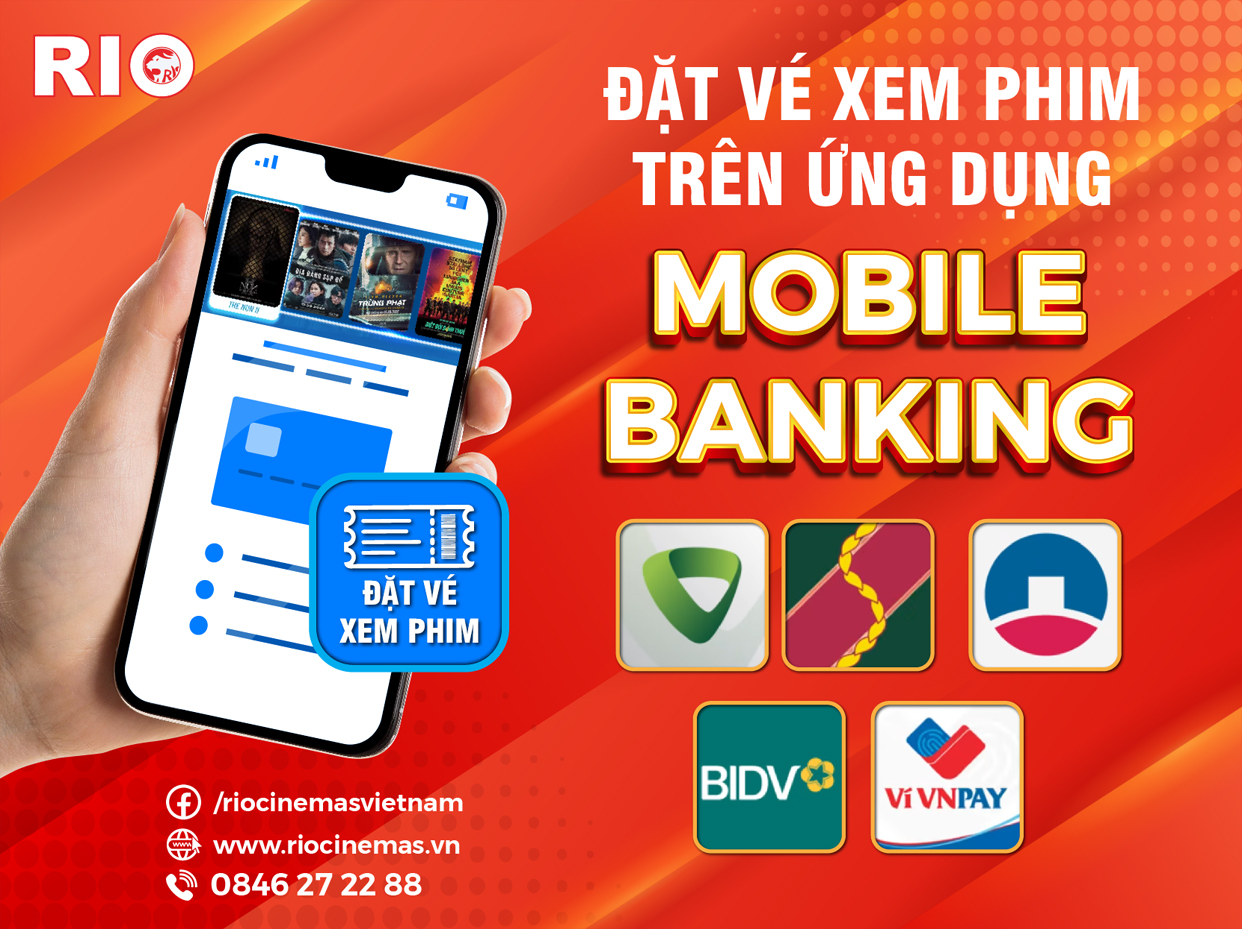 RIO
ĐẶT VÉ XEM PHIM
TRÊN ỨNG DỤNG
MOBILE
BANKING
THE NUN II
ĐỊA ĐÀNG SẬP ĐỔ
TRỪNG PHẠT
ĐẶT VÉ
XEM PHIM
BIDV
Ví VNPAY
/riocinemasvietnam
www.riocinemas.vn
0846 27 22 88